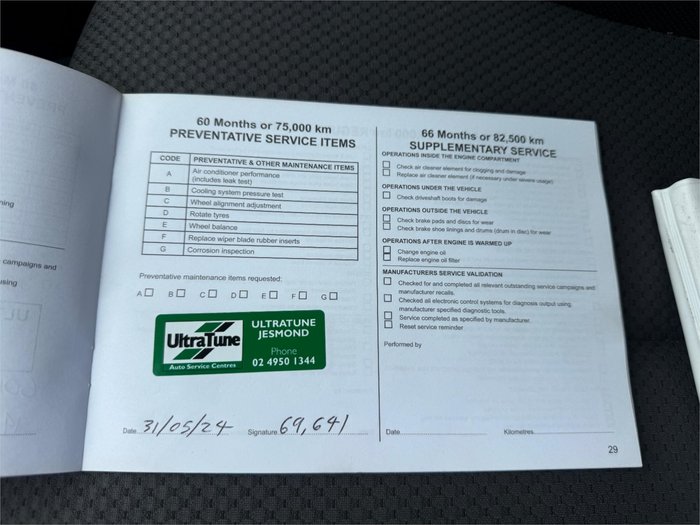 60 Months or 75,000 km
PREVENTATIVE SERVICE ITEMS
CODE PREVENTATIVE & OTHER MAINTENANCE ITEMS
A Air conditioner performance
(includes leak test)
B Cooling system pressure test
C Wheel alignment adjustment
D Rotate tyres
E Wheel balance
F Replace wiper blade rubber inserts
G Corrosion inspection
Preventative maintenance items requested:
A B C D E F G
UltraTune
Auto Service Centres
ULTRATUNE
JESMOND
Phone
02 4950 1344
Date 31/05/24 Signature 69,641
66 Months or 82,500 km
SUPPLEMENTARY SERVICE
OPERATIONS INSIDE THE ENGINE COMPARTMENT
Check air cleaner element for clogging and damage
Replace air cleaner element (if necessary under severe usage)
OPERATIONS UNDER THE VEHICLE
Check driveshaft boots for damage
OPERATIONS OUTSIDE THE VEHICLE
Check brake pads and discs for wear
Check brake shoe linings and drums (drum in disc) for wear
OPERATIONS AFTER ENGINE IS WARMED UP
Change engine oil
Replace engine oil filter
MANUFACTURERS SERVICE VALIDATION
Checked for and completed all relevant outstanding service campaigns and
manufacturer recalls.
Checked all electronic control systems for diagnosis output using
manufacturer specified diagnostic tools.
Service completed as specified by manufacturer.
Reset service reminder
Performed by
Date Kilometres
29
campaigns and